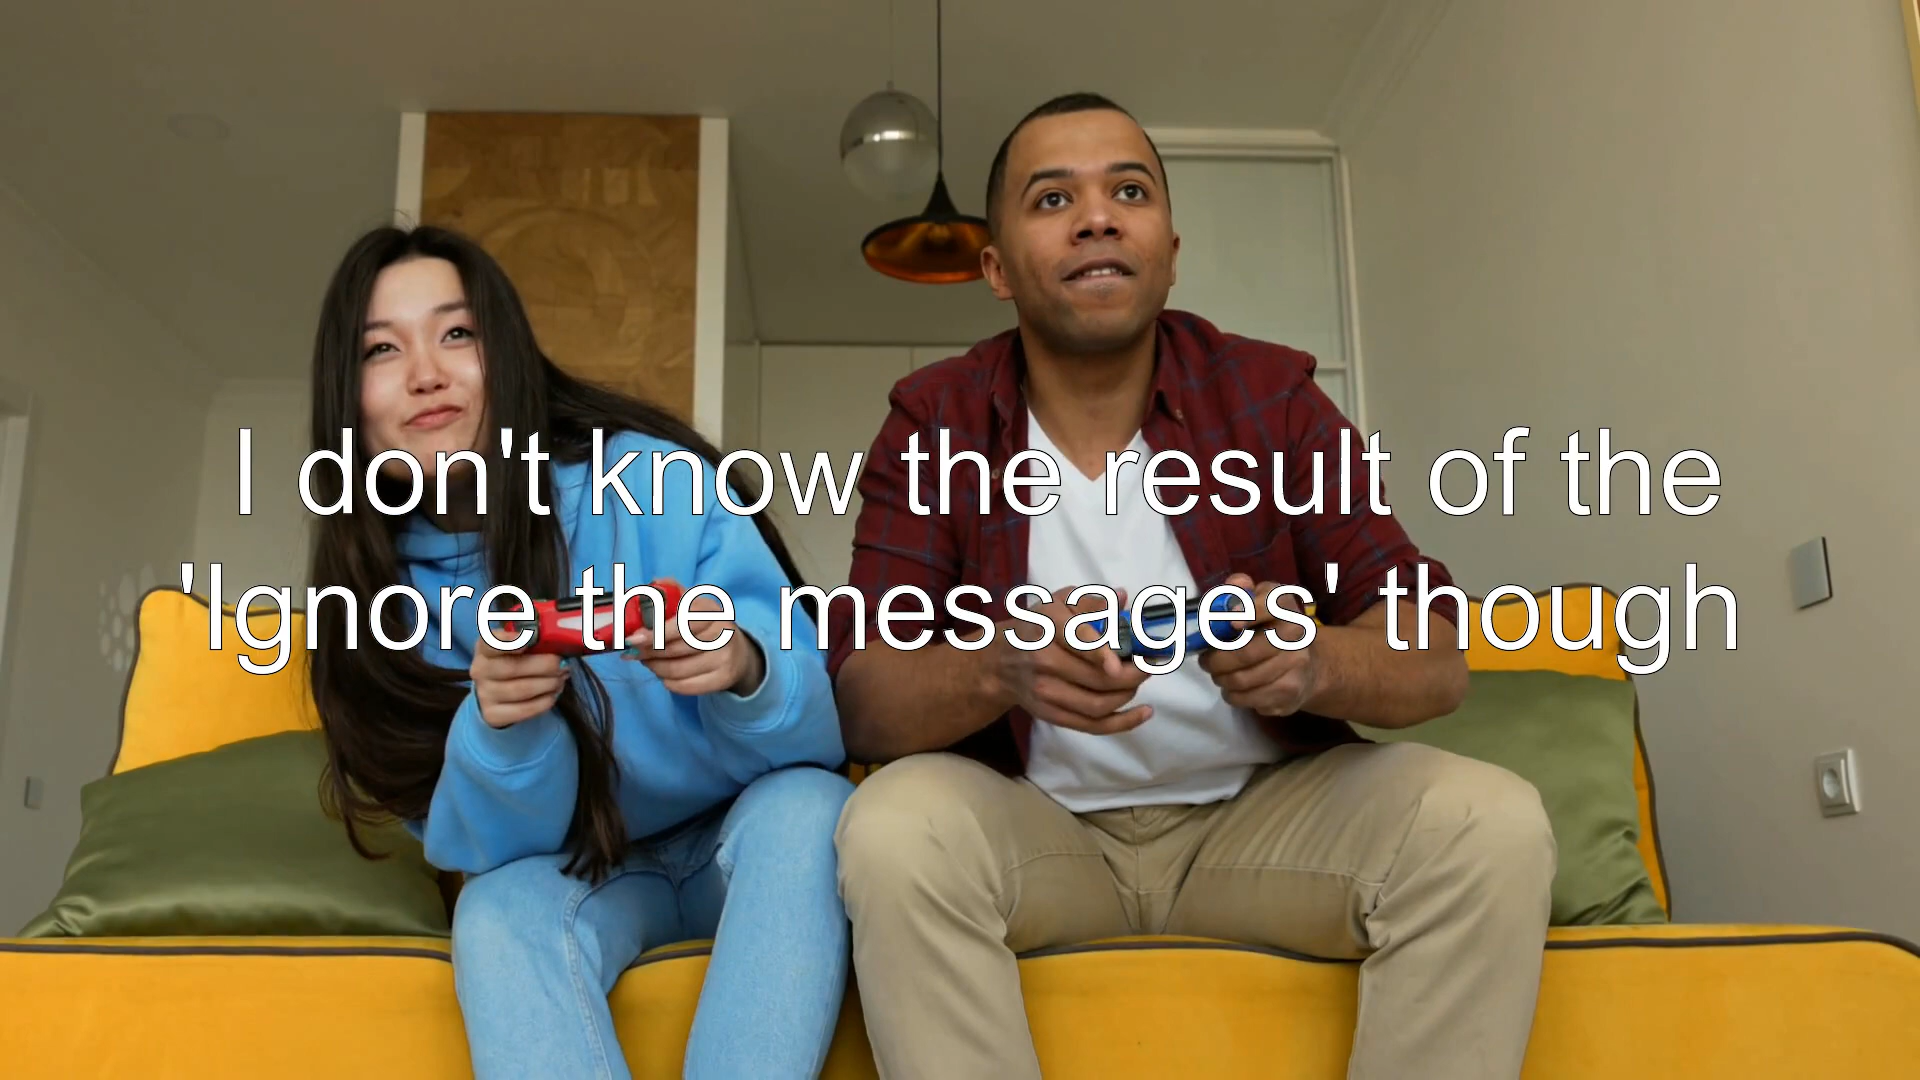 I don't know the result of the
'Ignore the messages' though